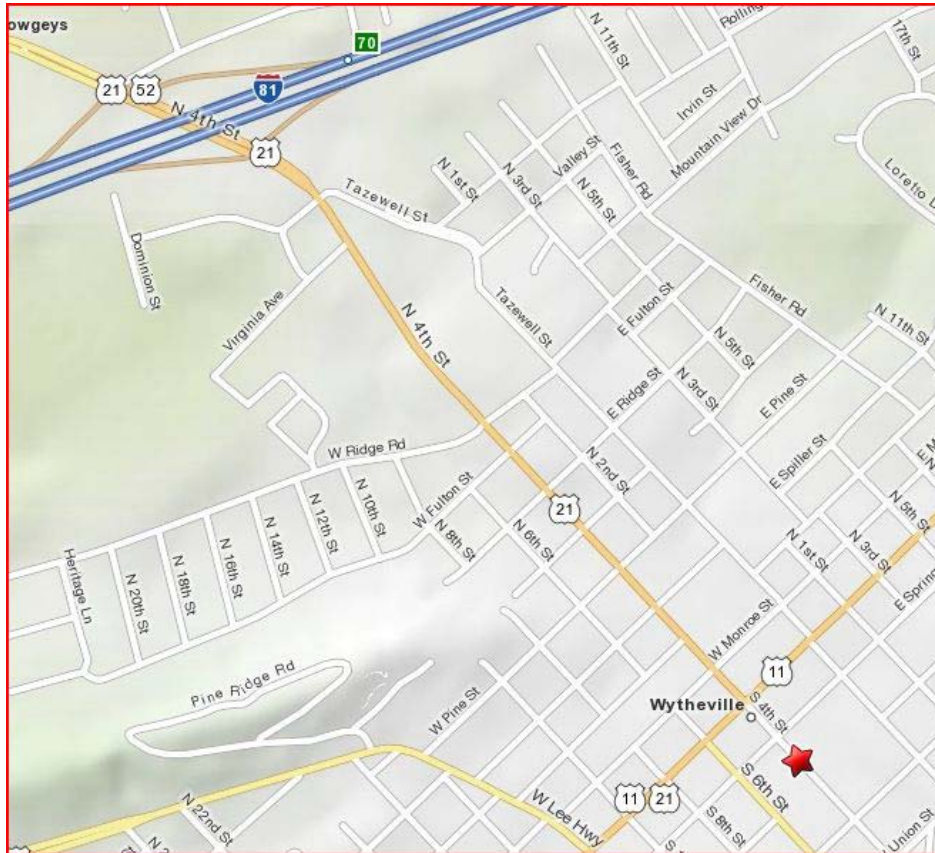 owgeys
70
21
52
81
N 4th St
21
Rolling
N 11th St
17th St
Irvin St
Mountain View Dr
Valley St
Fisher Rd
N 1st St
N 3rd St
N 5th St
Tazewell St
Loretto
Dominion St
Virginia Ave
N 4th St
Tazewell St
E Fulton St
Fisher Rd
N 11th St
N 5th St
N 3rd St
E Ridge St
E Pine St
W Ridge Rd
N 2nd St
E Spiller St
E M
N
W Fulton St
N 5th St
21
N 10th St
N 12th St
N 14th St
N 16th St
N 18th St
N 20th St
Heritage Ln
N 8th St
N 6th St
N 1st St
N 3rd St
E Spring
W Monroe St
11
Pine Ridge Rd
W Pine St
Wytheville
S 4th St
11
21
S 6th St
W Lee Hwy
S 8th St
N 22nd St
N 2
S 1
Union St